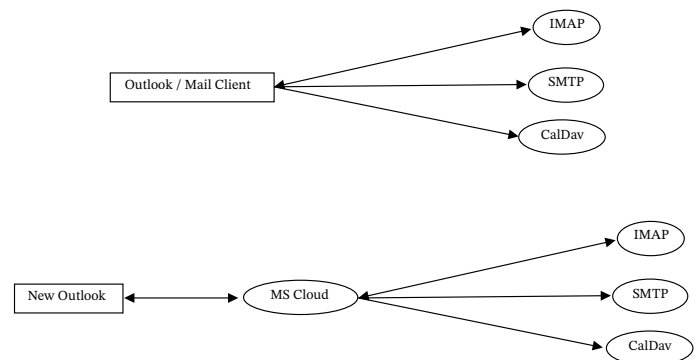 IMAP
Outlook / Mail Client
SMTP
CalDav
IMAP
New Outlook
MS Cloud
SMTP
CalDav